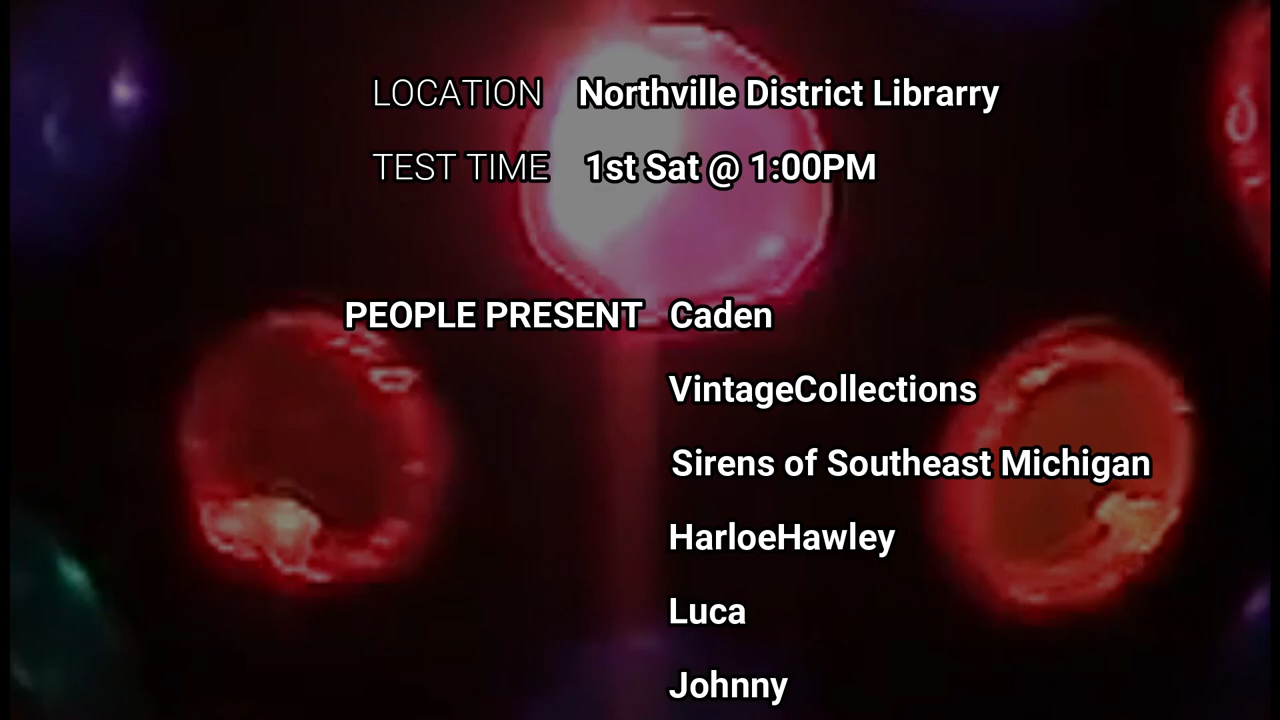 LOCATION Northville District Librarry
TEST TIME 1st Sat @ 1:00PM
PEOPLE PRESENT Caden
VintageCollections
Sirens of Southeast Michigan
HarloeHawley
Luca
Johnny